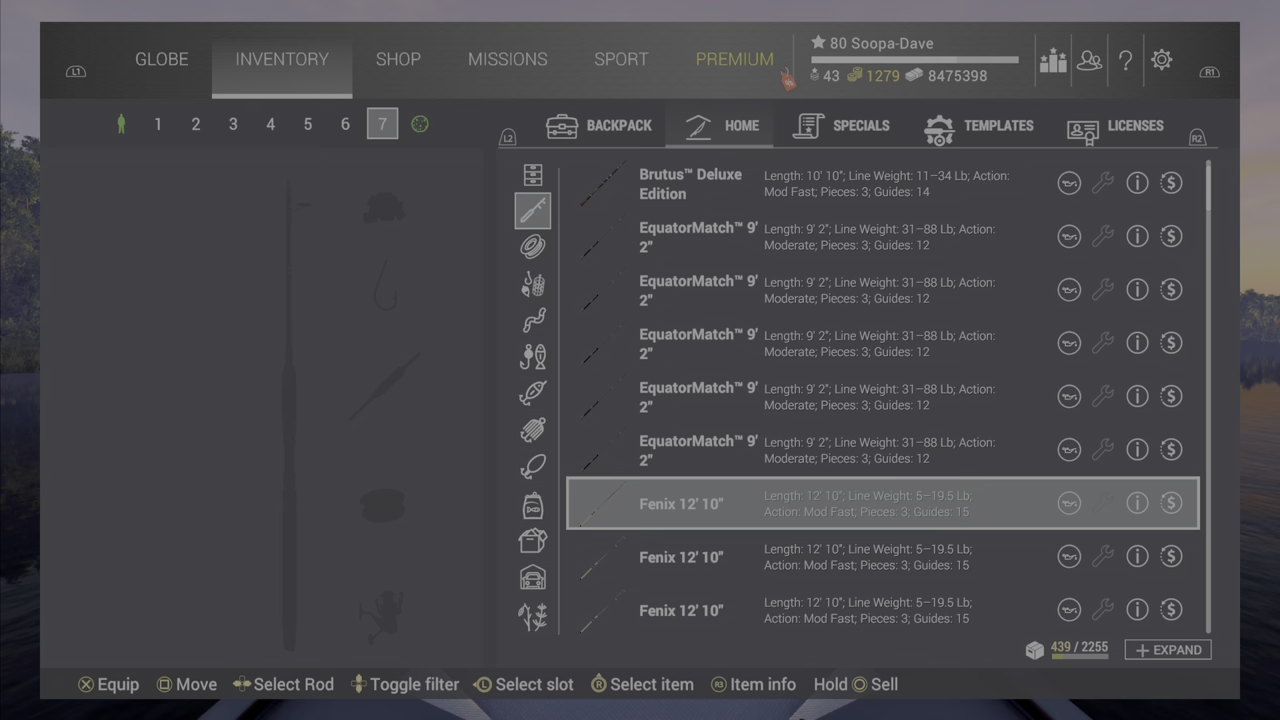 L1
GLOBE
INVENTORY
SHOP
MISSIONS
SPORT
PREMIUM
80 Soopa-Dave
43 1279 8475398
?
R1
1 2 3 4 5 6 7
L2
BACKPACK
HOME
SPECIALS
TEMPLATES
LICENSES
R2
Brutus™ Deluxe
Edition
Length: 10' 10"; Line Weight: 11–34 Lb; Action:
Mod Fast; Pieces: 3; Guides: 14
EquatorMatch™ 9'
2"
Length: 9' 2"; Line Weight: 31–88 Lb; Action:
Moderate; Pieces: 3; Guides: 12
EquatorMatch™ 9'
2"
Length: 9' 2"; Line Weight: 31–88 Lb; Action:
Moderate; Pieces: 3; Guides: 12
EquatorMatch™ 9'
2"
Length: 9' 2"; Line Weight: 31–88 Lb; Action:
Moderate; Pieces: 3; Guides: 12
EquatorMatch™ 9'
2"
Length: 9' 2"; Line Weight: 31–88 Lb; Action:
Moderate; Pieces: 3; Guides: 12
EquatorMatch™ 9'
2"
Length: 9' 2"; Line Weight: 31–88 Lb; Action:
Moderate; Pieces: 3; Guides: 12
Fenix 12' 10"
Length: 12' 10"; Line Weight: 5–19.5 Lb;
Action: Mod Fast; Pieces: 3; Guides: 15
Fenix 12' 10"
Length: 12' 10"; Line Weight: 5–19.5 Lb;
Action: Mod Fast; Pieces: 3; Guides: 15
Fenix 12' 10"
Length: 12' 10"; Line Weight: 5–19.5 Lb;
Action: Mod Fast; Pieces: 3; Guides: 15
439 / 2255
+ EXPAND
Equip
Move
Select Rod
Toggle filter
L Select slot
R Select item
R3 Item info
Hold Sell